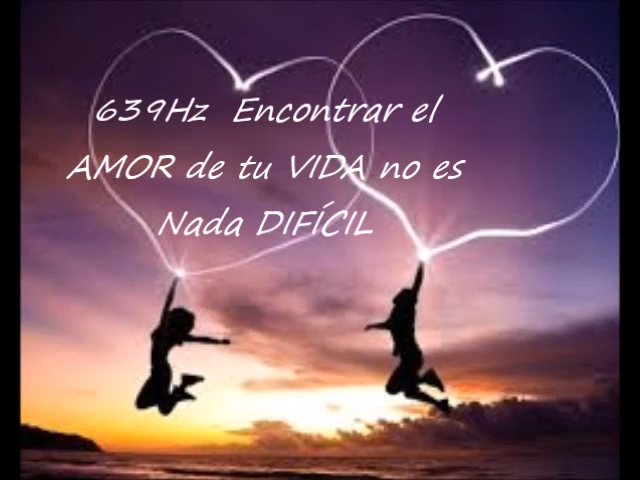 639Hz Encontrar el
AMOR de tu VIDA no es
Nada DIFÍCIL